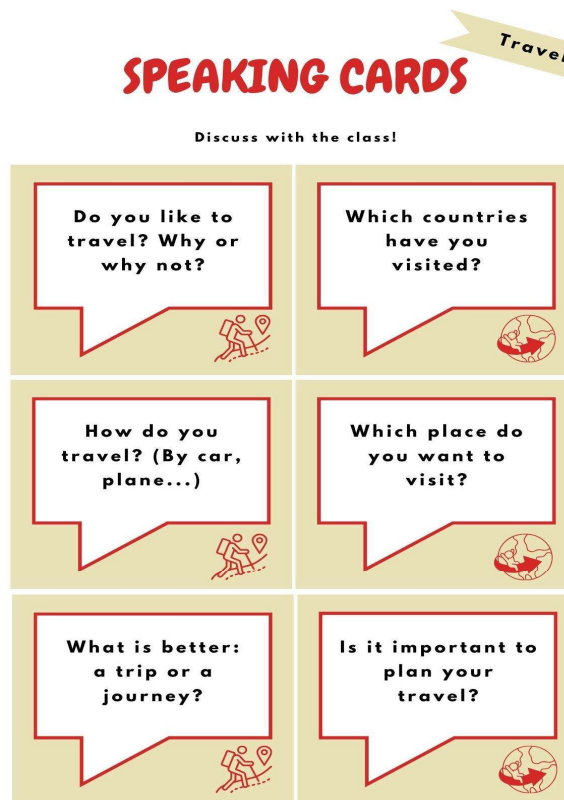 Travel
SPEAKING CARDS
Discuss with the class!
Do you like to
travel? Why or
why not?
Which countries
have you
visited?
How do you
travel? (By car,
plane...)
Which place do
you want to
visit?
What is better:
a trip or a
journey?
Is it important to
plan your
travel?